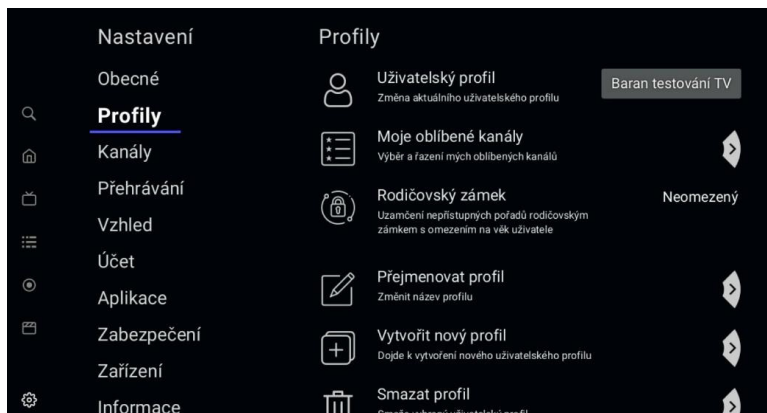 Nastavení
Obecné
Profily
Kanály
Přehrávání
Vzhled
Účet
Aplikace
Zabezpečení
Zařízení
Informace
Profily
Uživatelský profil
Změna aktuálního uživatelského profilu
Baran testování TV
Moje oblíbené kanály
Výběr a řazení mých oblíbených kanálů
Rodičovský zámek
Uzamčení nepřístupných pořadů rodičovským
zámkem s omezením na věk uživatele
Neomezený
Přejmenovat profil
Změnit název profilu
Vytvořit nový profil
Dojde k vytvoření nového uživatelského profilu
Smazat profil